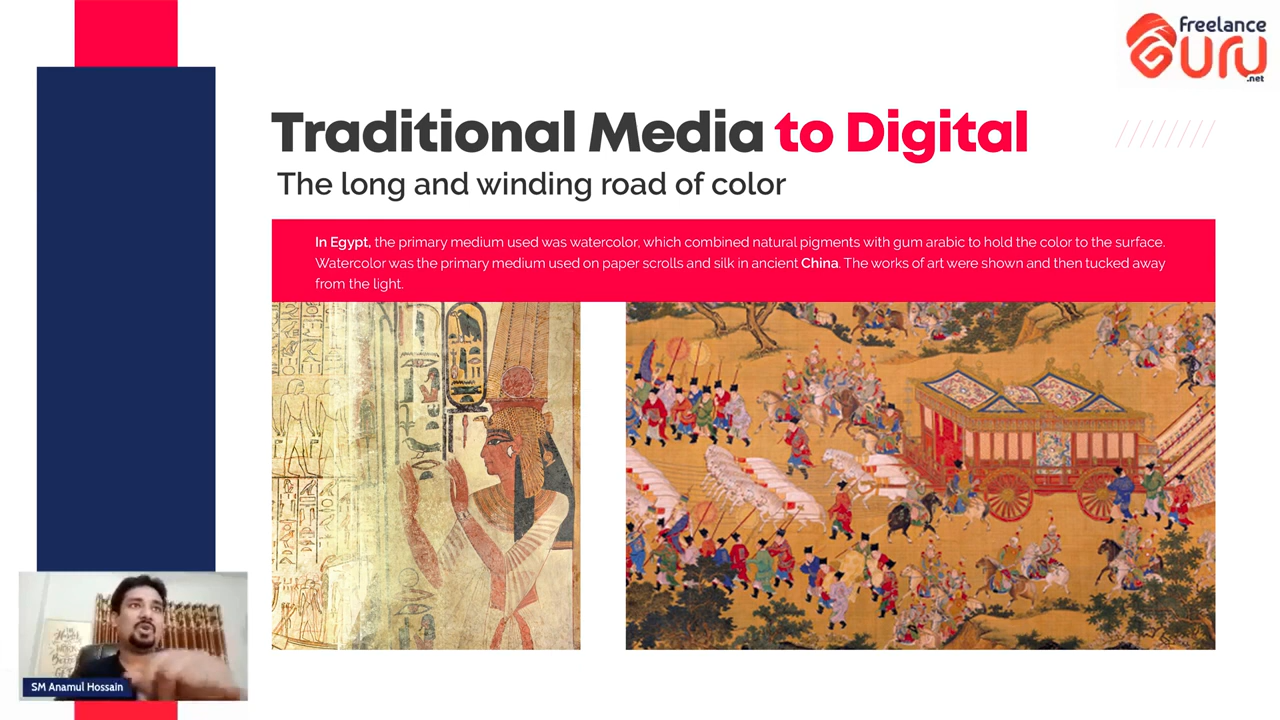 freelance
Guru
.net
Traditional Media to Digital
The long and winding road of color
In Egypt, the primary medium used was watercolor, which combined natural pigments with gum arabic to hold the color to the surface.
Watercolor was the primary medium used on paper scrolls and silk in ancient China. The works of art were shown and then tucked away
from the light.
SM Anamul Hossain